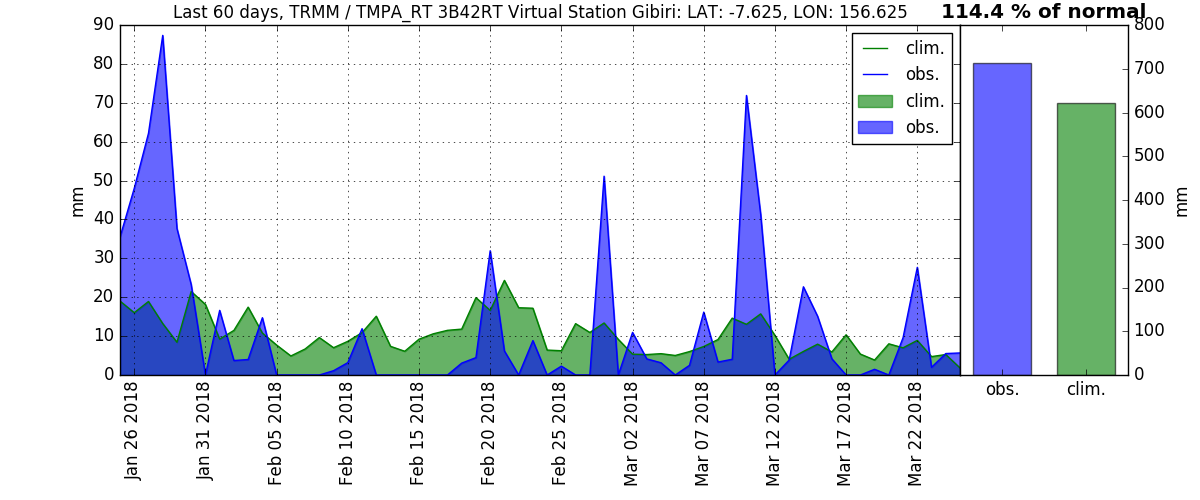 Last 60 days, TRMM / TMPA_RT 3B42RT Virtual Station Gibiri: LAT: -7.625, LON: 156.625
114.4 % of normal
90
80
70
60
50
40
30
20
10
0
mm
clim.
obs.
clim.
obs.
800
700
600
500
400
300
200
100
0
mm
obs.
clim.
Jan 26 2018
Jan 31 2018
Feb 05 2018
Feb 10 2018
Feb 15 2018
Feb 20 2018
Feb 25 2018
Mar 02 2018
Mar 07 2018
Mar 12 2018
Mar 17 2018
Mar 22 2018